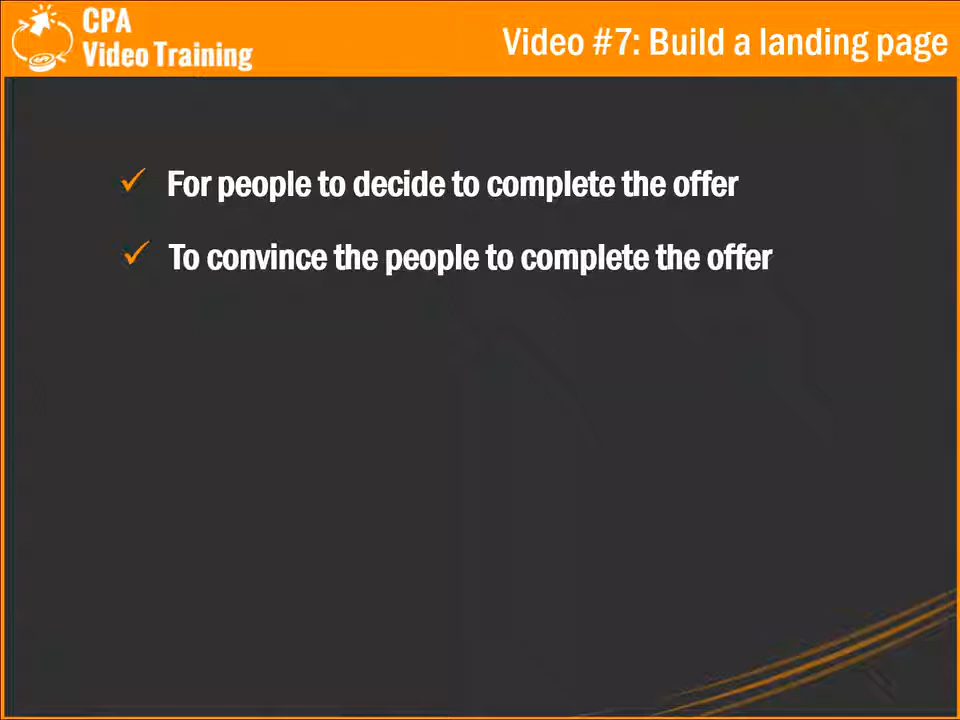 CPA
Video Training
Video #7: Build a landing page
For people to decide to complete the offer
To convince the people to complete the offer